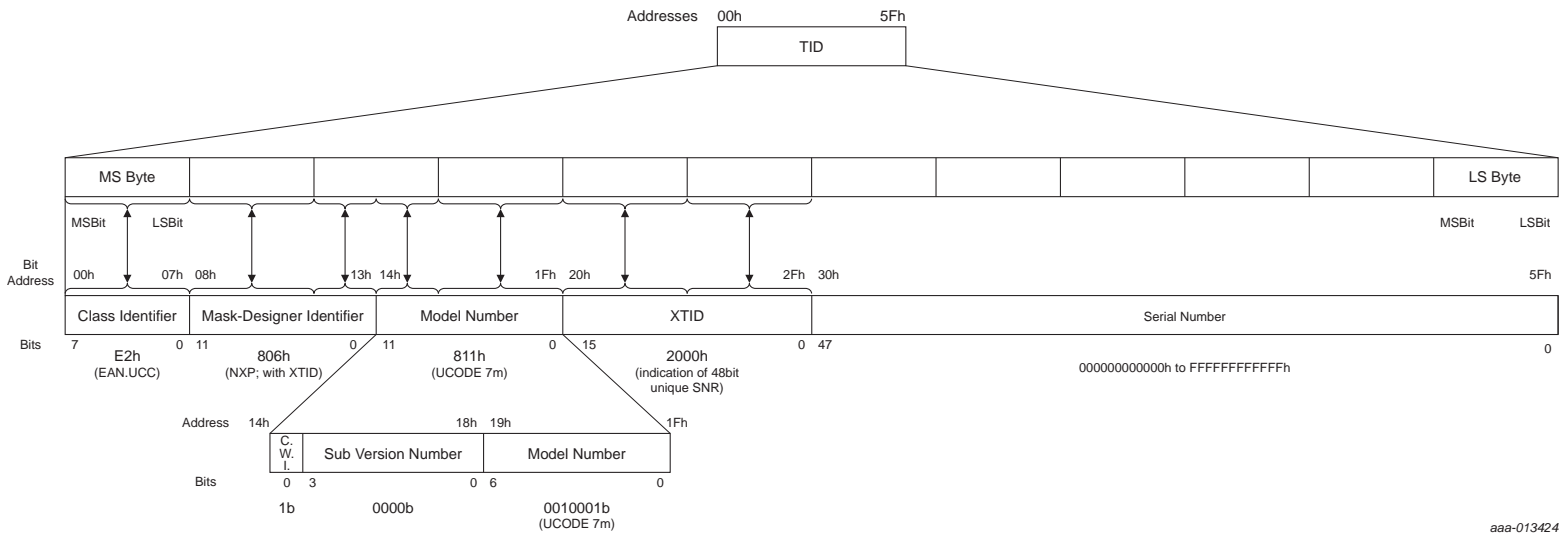 Addresses 00h 5Fh
TID
MS Byte LS Byte
MSBit LSBit MSBit LSBit
Bit
Address
00h 07h 08h 13h 14h 1Fh 20h 2Fh 30h 5Fh
Class Identifier Mask-Designer Identifier Model Number XTID Serial Number
Bits 7 0 11 0 11 0 15 0 47 0
E2h 806h 811h 2000h 000000000000h to FFFFFFFFFFFFh
(EAN.UCC) (NXP; with XTID) (UCODE 7m) (indication of 48bit
unique SNR)
Address 14h 18h 19h 1Fh
C.
W.
I.
Sub Version Number Model Number
Bits 0 3 0 6 0
1b 0000b 0010001b
(UCODE 7m)
aaa-013424